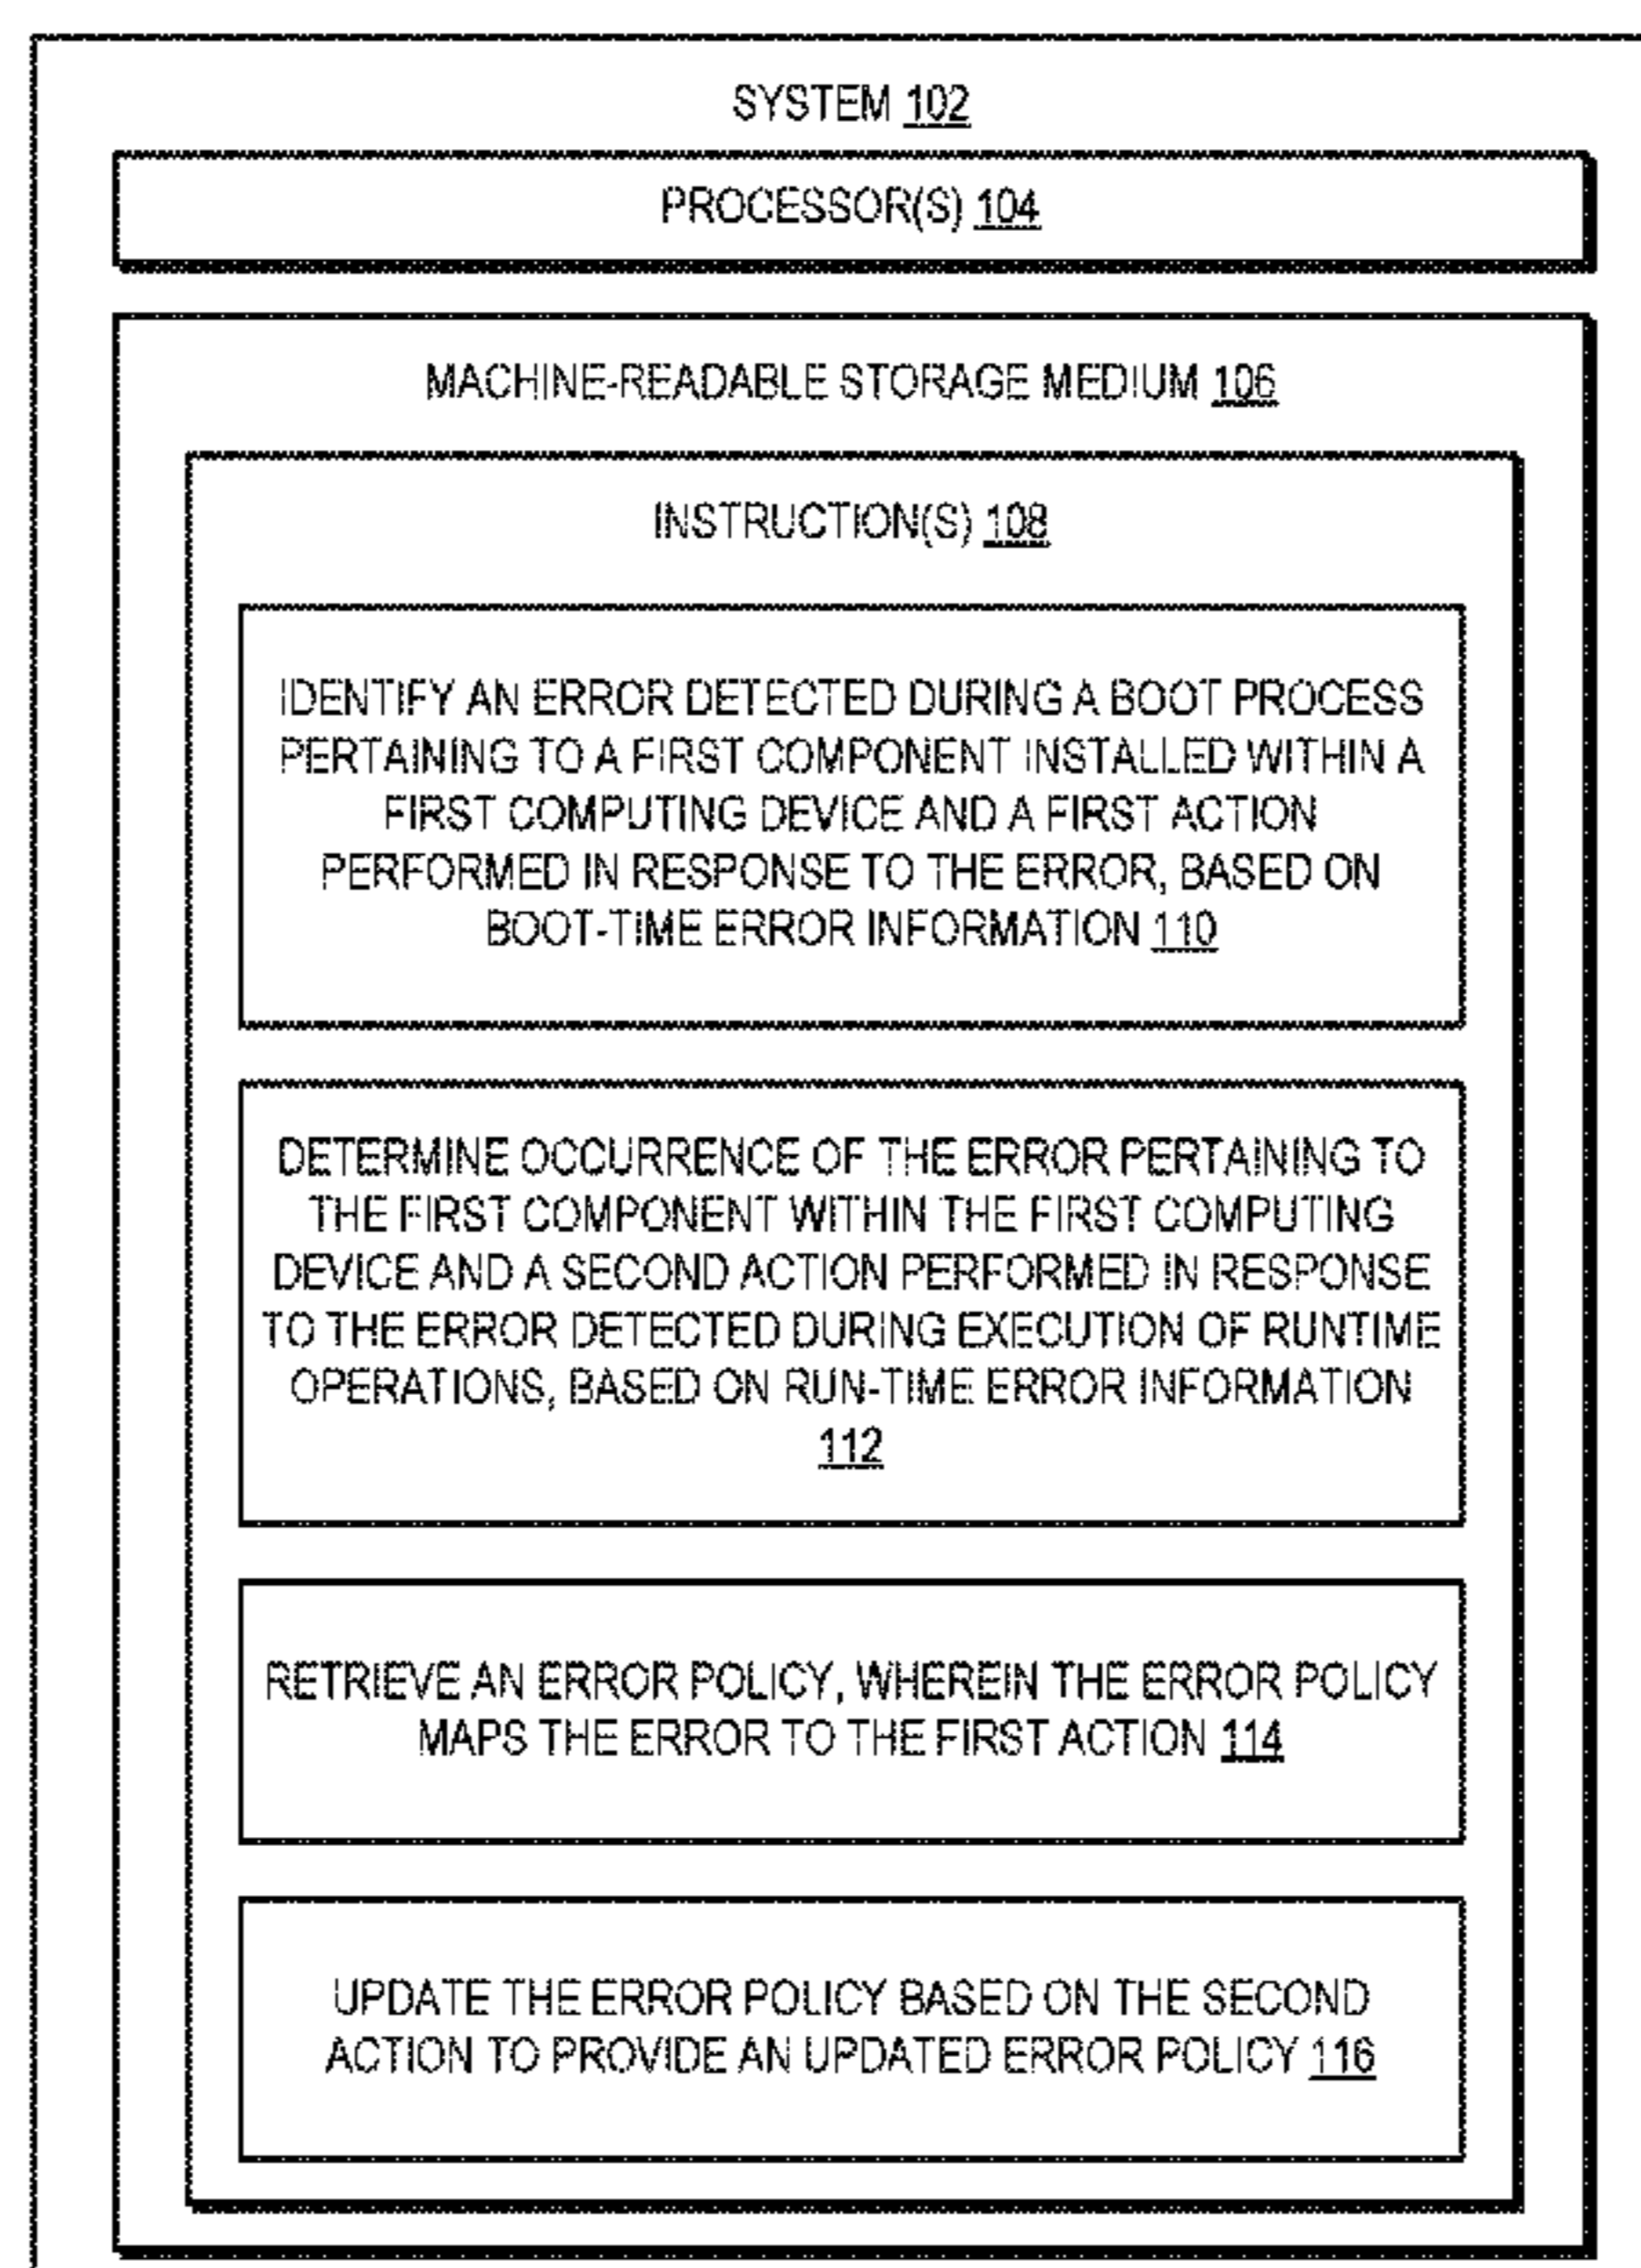 SYSTEM 102
PROCESSOR(S) 104
MACHINE-READABLE STORAGE MEDIUM 106
INSTRUCTION(S) 108
IDENTIFY AN ERROR DETECTED DURING A BOOT PROCESS
PERTAINING TO A FIRST COMPONENT INSTALLED WITHIN A
FIRST COMPUTING DEVICE AND A FIRST ACTION
PERFORMED IN RESPONSE TO THE ERROR, BASED ON
BOOT-TIME ERROR INFORMATION 110
DETERMINE OCCURRENCE OF THE ERROR PERTAINING TO
THE FIRST COMPONENT WITHIN THE FIRST COMPUTING
DEVICE AND A SECOND ACTION PERFORMED IN RESPONSE
TO THE ERROR DETECTED DURING EXECUTION OF RUNTIME
OPERATIONS, BASED ON RUN-TIME ERROR INFORMATION
112
RETRIEVE AN ERROR POLICY, WHEREIN THE ERROR POLICY
MAPS THE ERROR TO THE FIRST ACTION 114
UPDATE THE ERROR POLICY BASED ON THE SECOND
ACTION TO PROVIDE AN UPDATED ERROR POLICY 116